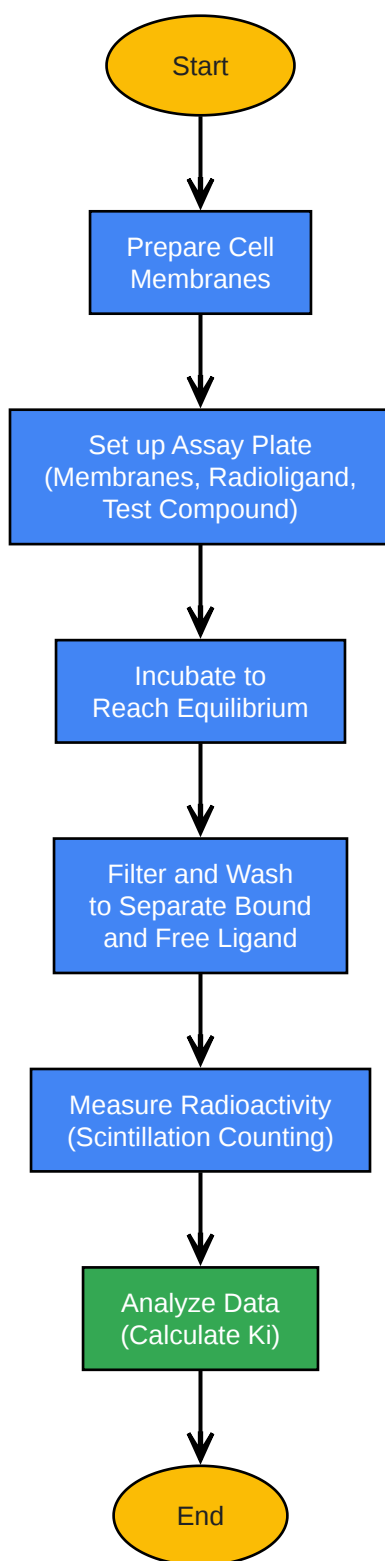 Start
Prepare Cell
Membranes
Set up Assay Plate
(Membranes, Radioligand,
Test Compound)
Incubate to
Reach Equilibrium
Filter and Wash
to Separate Bound
and Free Ligand
Measure Radioactivity
(Scintillation Counting)
Analyze Data
(Calculate Ki)
End